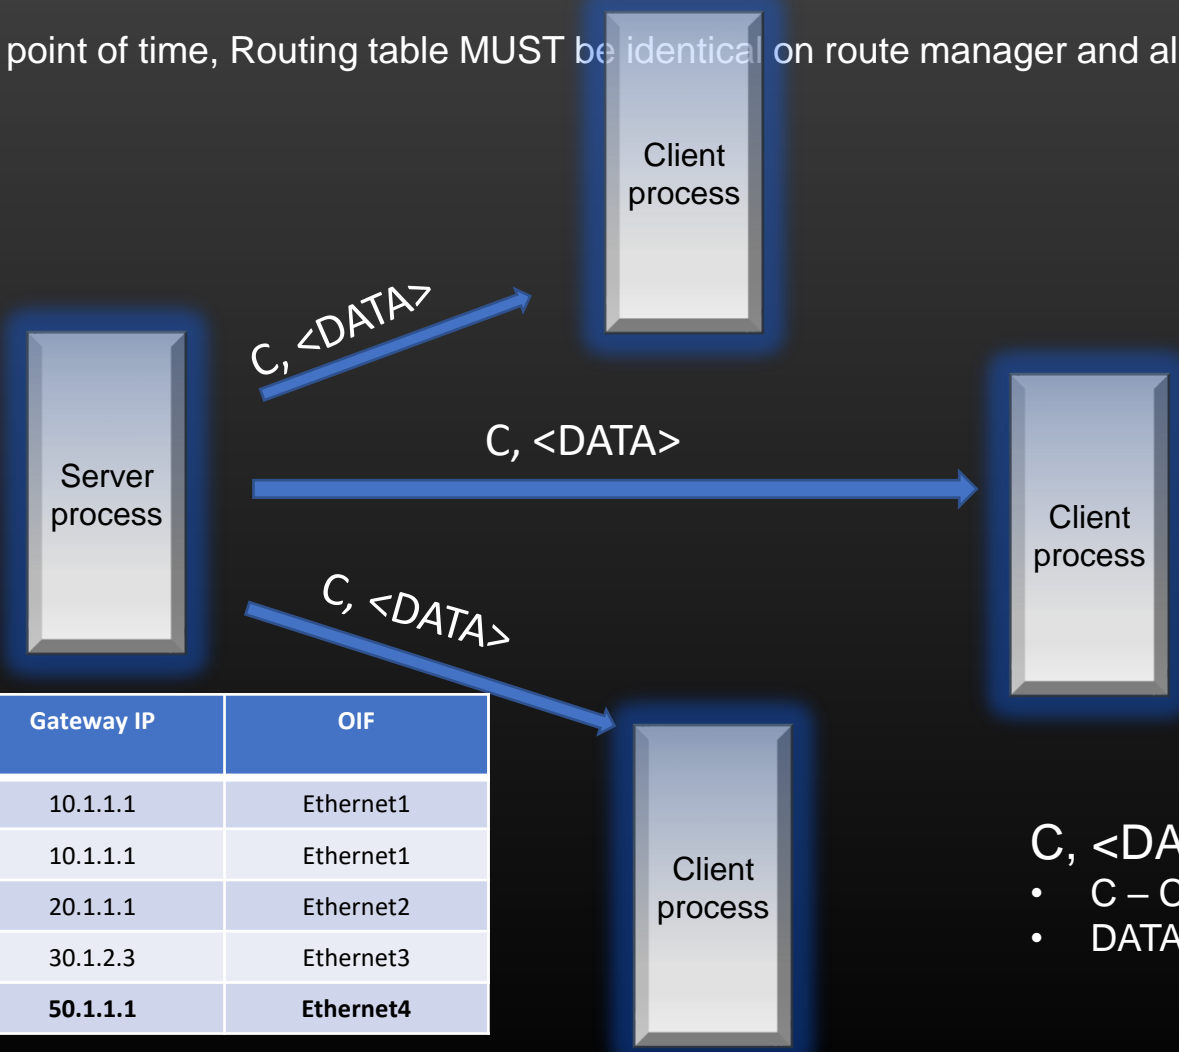 point of time, Routing table MUST be identical on route manager and al
Client
process
C, <DATA>
C, <DATA>
Server
process
Client
process
C, <DATA>
Gateway IP OIF
10.1.1.1 Ethernet1
10.1.1.1 Ethernet1
20.1.1.1 Ethernet2
30.1.2.3 Ethernet3
50.1.1.1 Ethernet4
Client
process
C, <DA
• C – C
• DATA